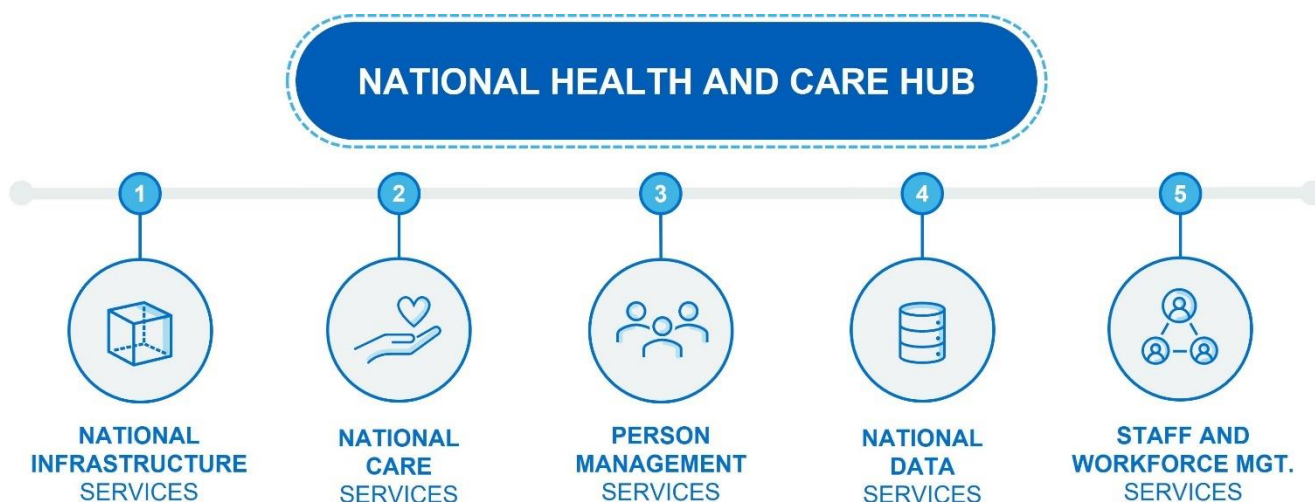 NATIONAL HEALTH AND CARE HUB
1
2
3
4
5
NATIONAL
INFRASTRUCTURE
SERVICES
NATIONAL
CARE
SERVICES
PERSON
MANAGEMENT
SERVICES
NATIONAL
DATA
SERVICES
STAFF AND
WORKFORCE MGT.
SERVICES